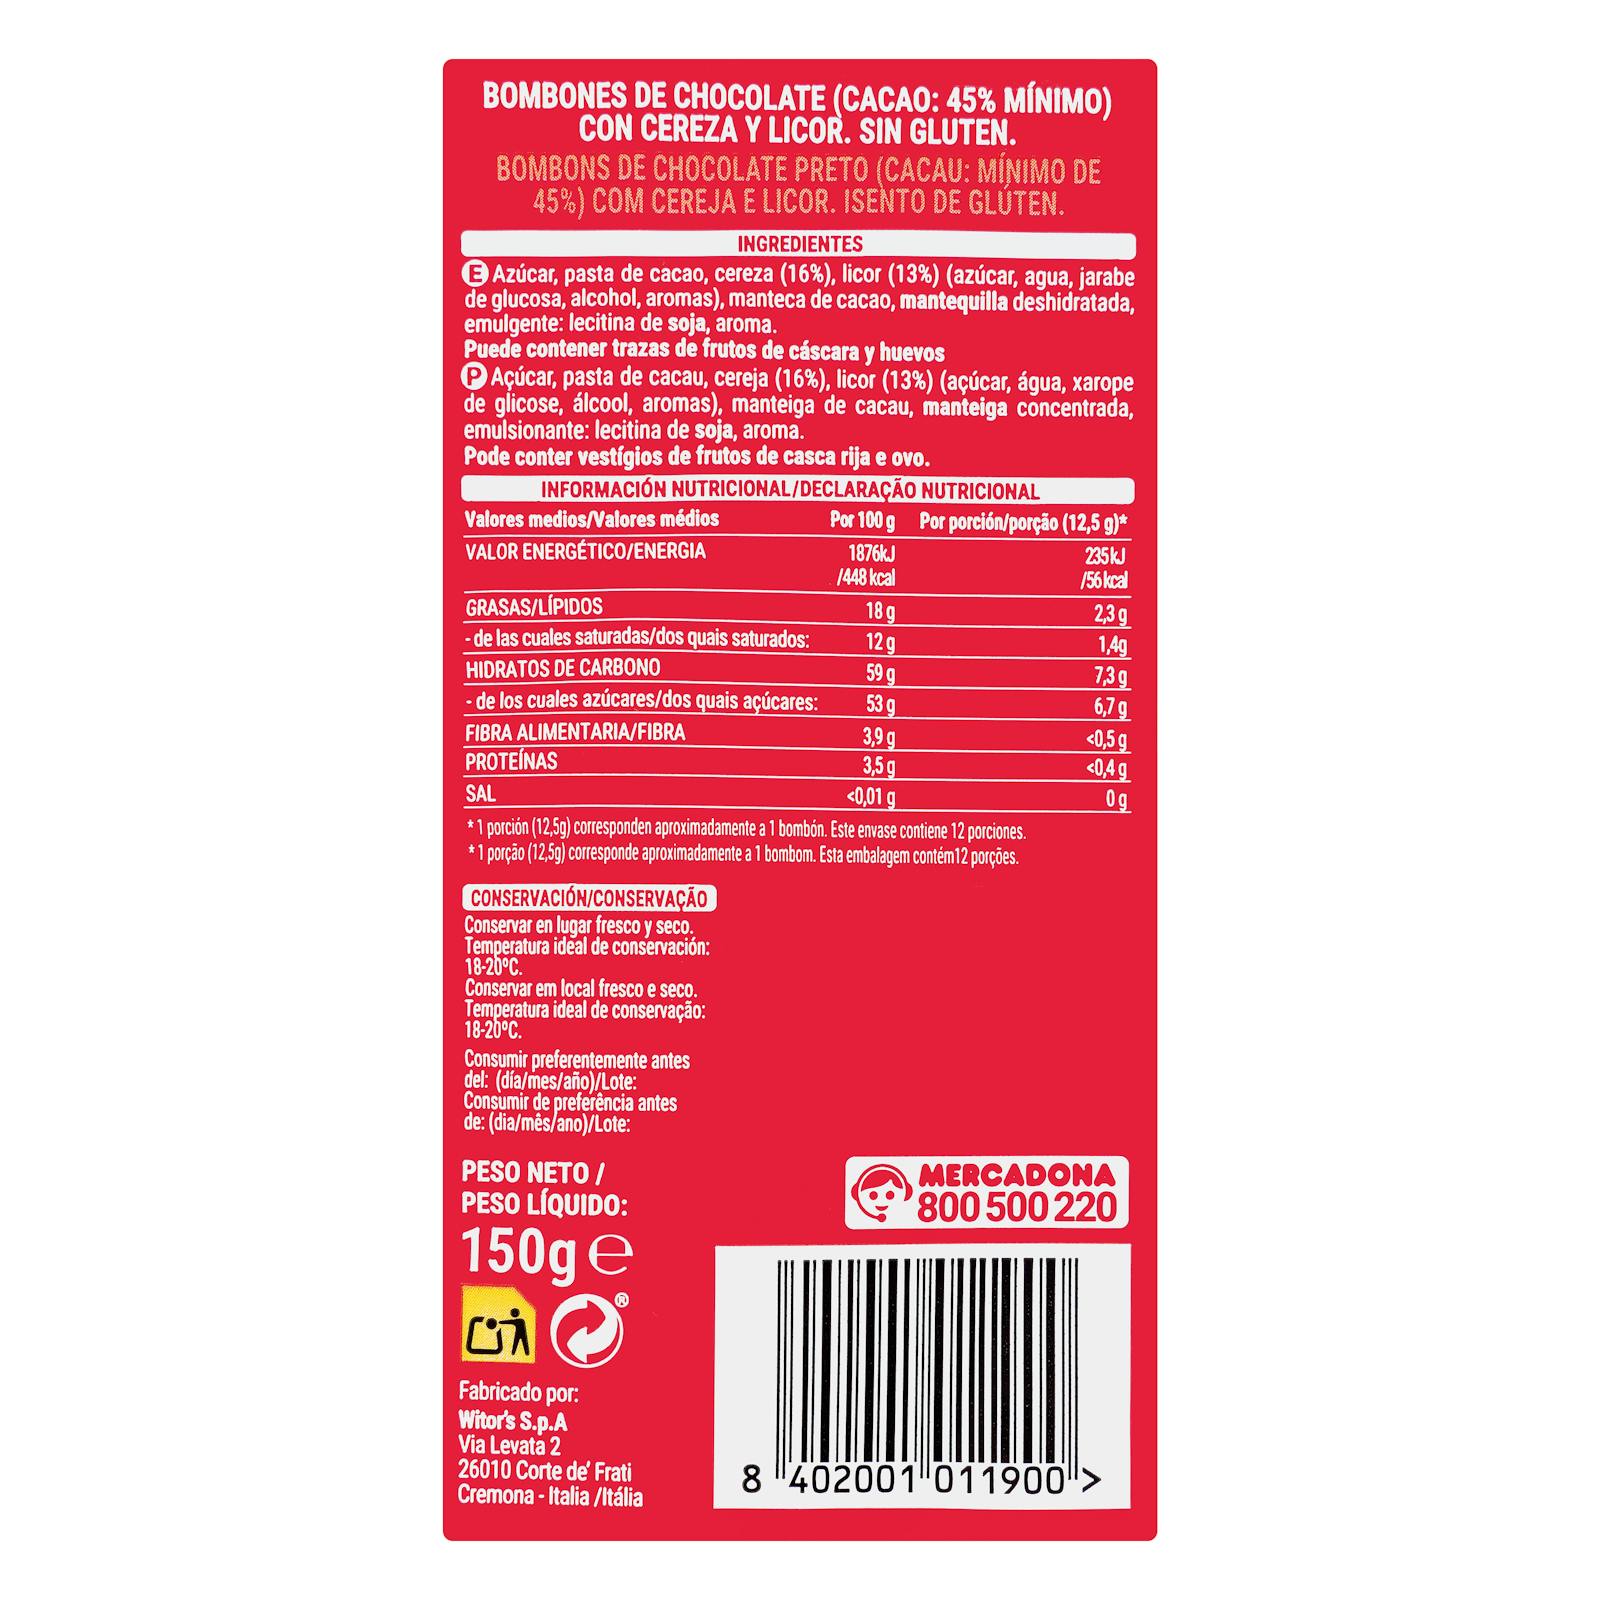 BOMBONES DE CHOCOLATE (CACAO: 45% MÍNIMO)
CON CEREZA Y LICOR. SIN GLUTEN.
BOMBONS DE CHOCOLATE PRETO (CACAU: MÍNIMO DE
45%) COM CEREJA E LICOR. ISENTO DE GLÚTEN.
INGREDIENTES
E Azúcar, pasta de cacao, cereza (16%), licor (13%) (azúcar, agua, jarabe
de glucosa, alcohol, aromas), manteca de cacao, mantequilla deshidratada,
emulgente: lecitina de soja, aroma.
Puede contener trazas de frutos de cáscara y huevos
P Açúcar, pasta de cacau, cereja (16%), licor (13%) (açúcar, água, xarope
de glicose, álcool, aromas), manteiga de cacau, manteiga concentrada,
emulsionante: lecitina de soja, aroma.
Pode conter vestígios de frutos de casca rija e ovo.
INFORMACIÓN NUTRICIONAL/DECLARAÇÃO NUTRICIONAL
Valores medios/Valores médios Por 100 g Por porción/porção (12,5 g)*
VALOR ENERGÉTICO/ENERGIA 1876kJ 235kJ
/448 kcal /56 kcal
GRASAS/LÍPIDOS 18 g 2,3 g
- de las cuales saturadas/dos quais saturados: 12 g 1,4g
HIDRATOS DE CARBONO 59 g 7,3 g
- de los cuales azúcares/dos quais açúcares: 53 g 6,7 g
FIBRA ALIMENTARIA/FIBRA 3,9 g <0,5 g
PROTEÍNAS 3,5 g <0,4 g
SAL <0,01 g 0 g
* 1 porción (12,5g) corresponden aproximadamente a 1 bombón. Este envase contiene 12 porciones.
* 1 porção (12,5g) corresponde aproximadamente a 1 bombom. Esta embalagem contém12 porções.
CONSERVACIÓN/CONSERVAÇÃO
Conservar en lugar fresco y seco.
Temperatura ideal de conservación:
18-20ºC.
Conservar em local fresco e seco.
Temperatura ideal de conservação:
18-20ºC.
Consumir preferentemente antes
del: (día/mes/año)/Lote:
Consumir de preferência antes
de: (dia/mês/ano)/Lote:
PESO NETO /
PESO LÍQUIDO:
150g e
®
MERCADONA
800 500 220
Fabricado por:
Witor's S.p.A
Via Levata 2
26010 Corte de' Frati
Cremona - Italia /Itália
8 402001 011900 >